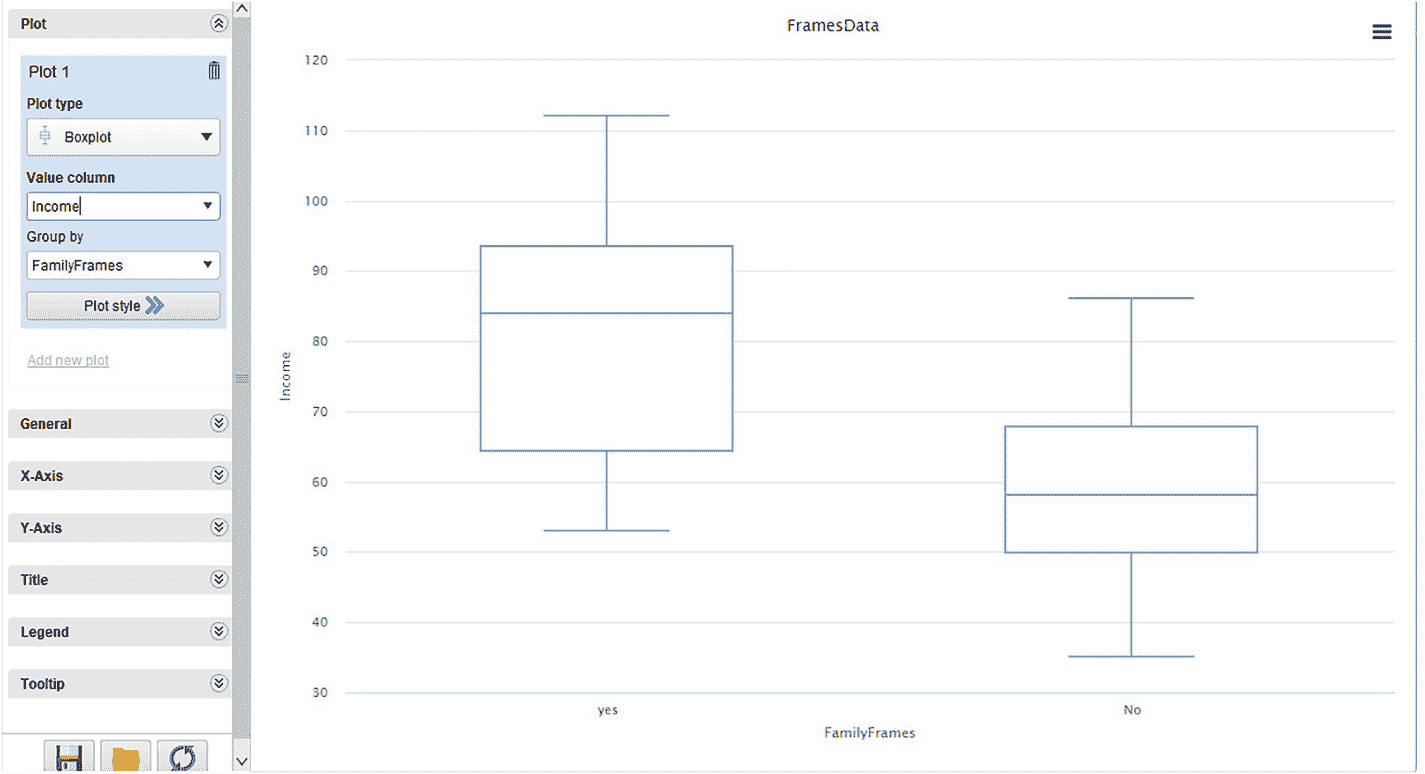 Plot
Plot 1
Plot type
Boxplot
Value column
Income
Group by
FamilyFrames
Plot style
Add new plot
General
X-Axis
Y-Axis
Title
Legend
Tooltip
FramesData
120
110
100
90
80
70
60
50
40
30
Income
yes
No
FamilyFrames